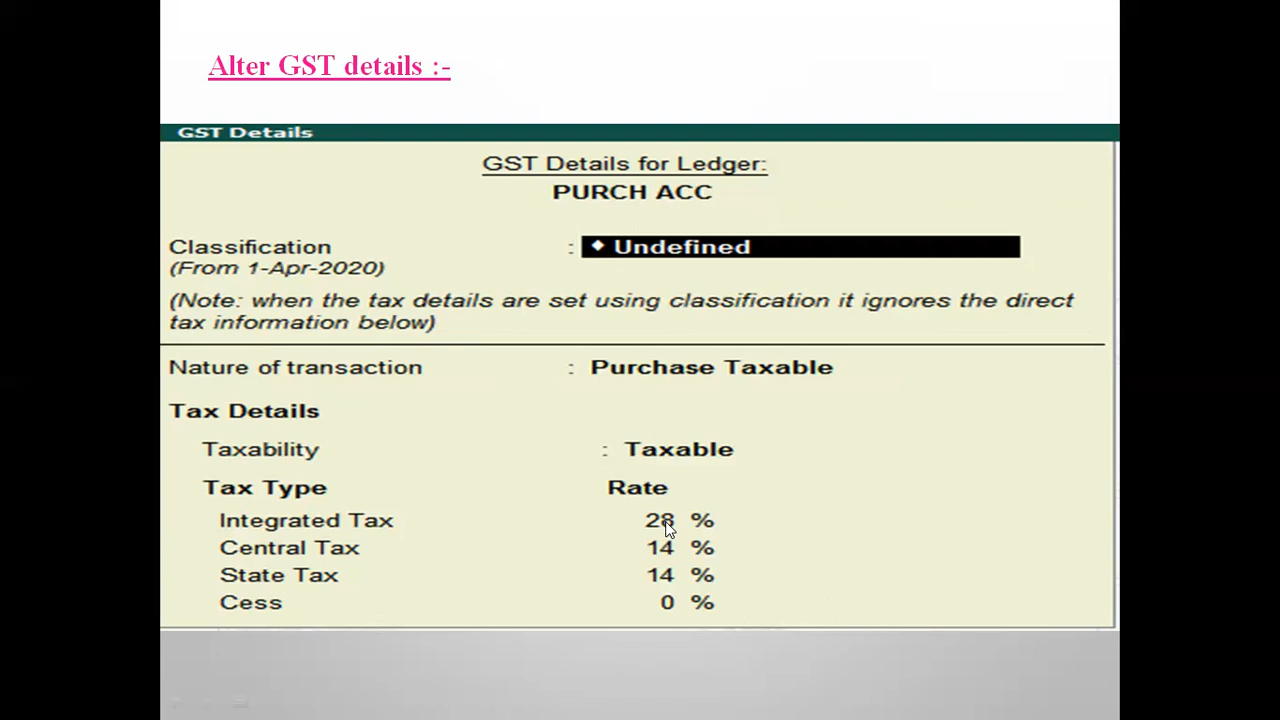 Alter GST details :-
GST Details
GST Details for Ledger:
PURCH ACC
Classification : ♦ Undefined
(From 1-Apr-2020)
(Note: when the tax details are set using classification it ignores the direct
tax information below)
Nature of transaction : Purchase Taxable
Tax Details
Taxability : Taxable
Tax Type Rate
Integrated Tax 28 %
Central Tax 14 %
State Tax 14 %
Cess 0 %